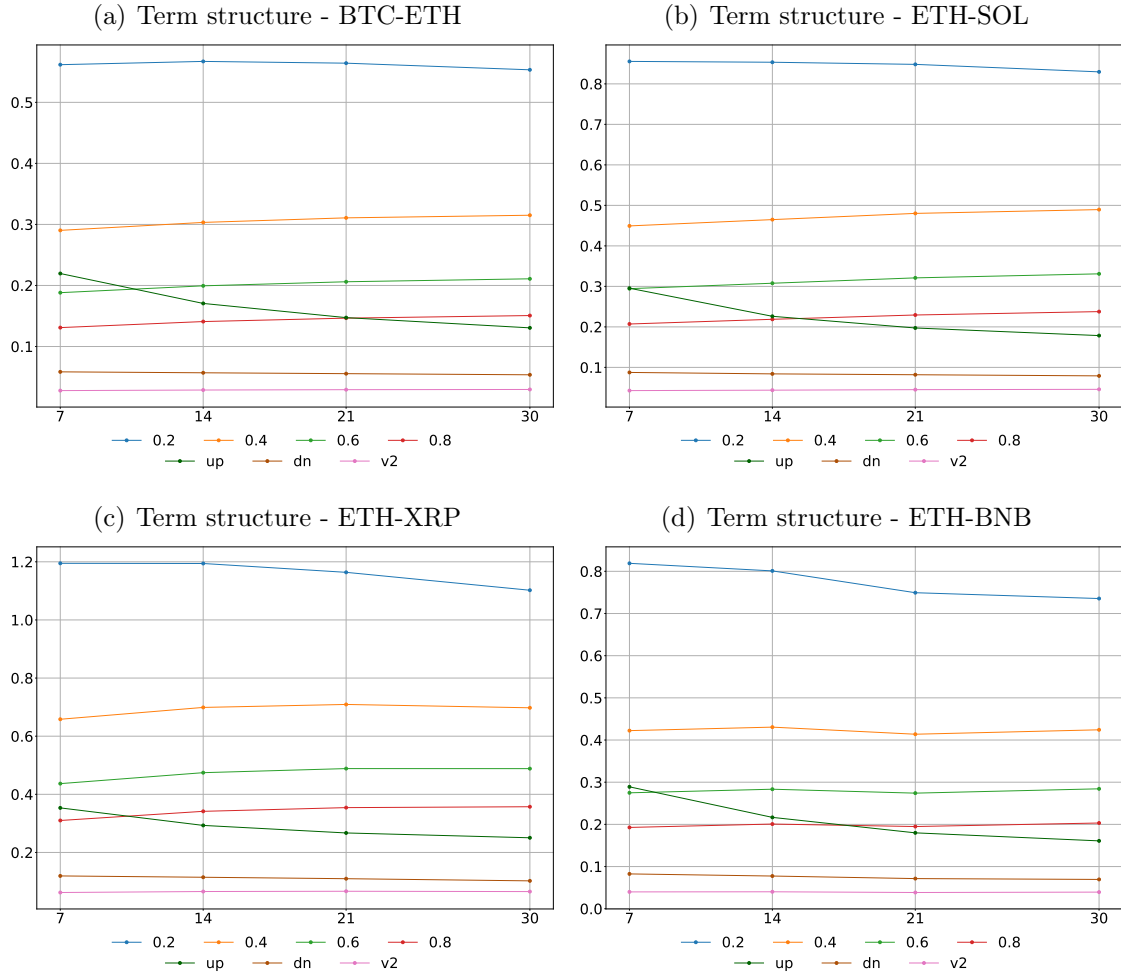 (a) Term structure - BTC-ETH
0.5
0.4
0.3
0.2
0.1
7 14 21 30
0.2 0.4 0.6 0.8
up dn v2
(b) Term structure - ETH-SOL
0.8
0.7
0.6
0.5
0.4
0.3
0.2
0.1
7 14 21 30
0.2 0.4 0.6 0.8
up dn v2
(c) Term structure - ETH-XRP
1.2
1.0
0.8
0.6
0.4
0.2
7 14 21 30
0.2 0.4 0.6 0.8
up dn v2
(d) Term structure - ETH-BNB
0.8
0.7
0.6
0.5
0.4
0.3
0.2
0.1
0.0
7 14 21 30
0.2 0.4 0.6 0.8
up dn v2